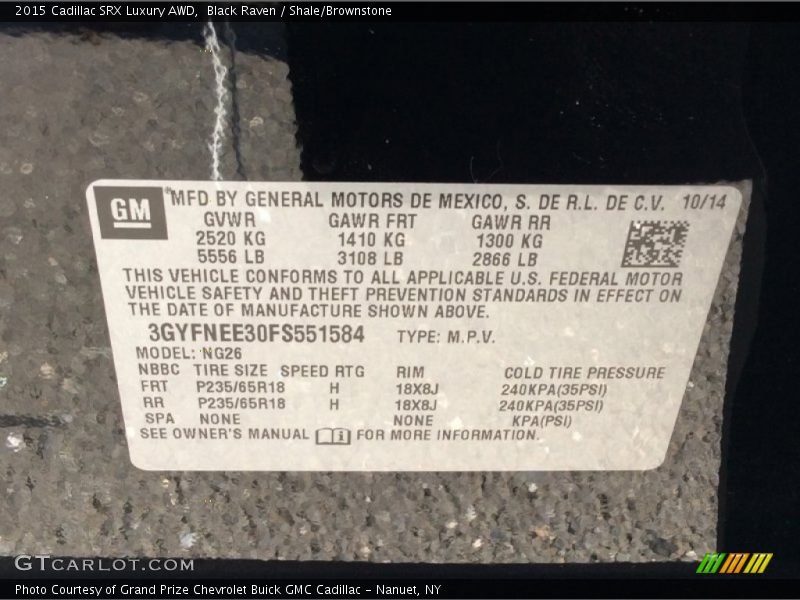 2015 Cadillac SRX Luxury AWD, Black Raven / Shale/Brownstone
GM ® MFD BY GENERAL MOTORS DE MEXICO, S. DE R.L. DE C.V. 10/14
GVWR GAWR FRT GAWR RR
2520 KG 1410 KG 1300 KG
5556 LB 3108 LB 2866 LB
THIS VEHICLE CONFORMS TO ALL APPLICABLE U.S. FEDERAL MOTOR
VEHICLE SAFETY AND THEFT PREVENTION STANDARDS IN EFFECT ON
THE DATE OF MANUFACTURE SHOWN ABOVE.
3GYFNEE30FS551584 TYPE: M.P.V.
MODEL: NG26
NBBC TIRE SIZE SPEED RTG RIM COLD TIRE PRESSURE
FRT P235/65R18 H 18X8J 240KPA(35PSI)
RR P235/65R18 H 18X8J 240KPA(35PSI)
SPA NONE NONE KPA(PSI)
SEE OWNER'S MANUAL i FOR MORE INFORMATION.
GTCARLOT.COM
Photo Courtesy of Grand Prize Chevrolet Buick GMC Cadillac – Nanuet, NY